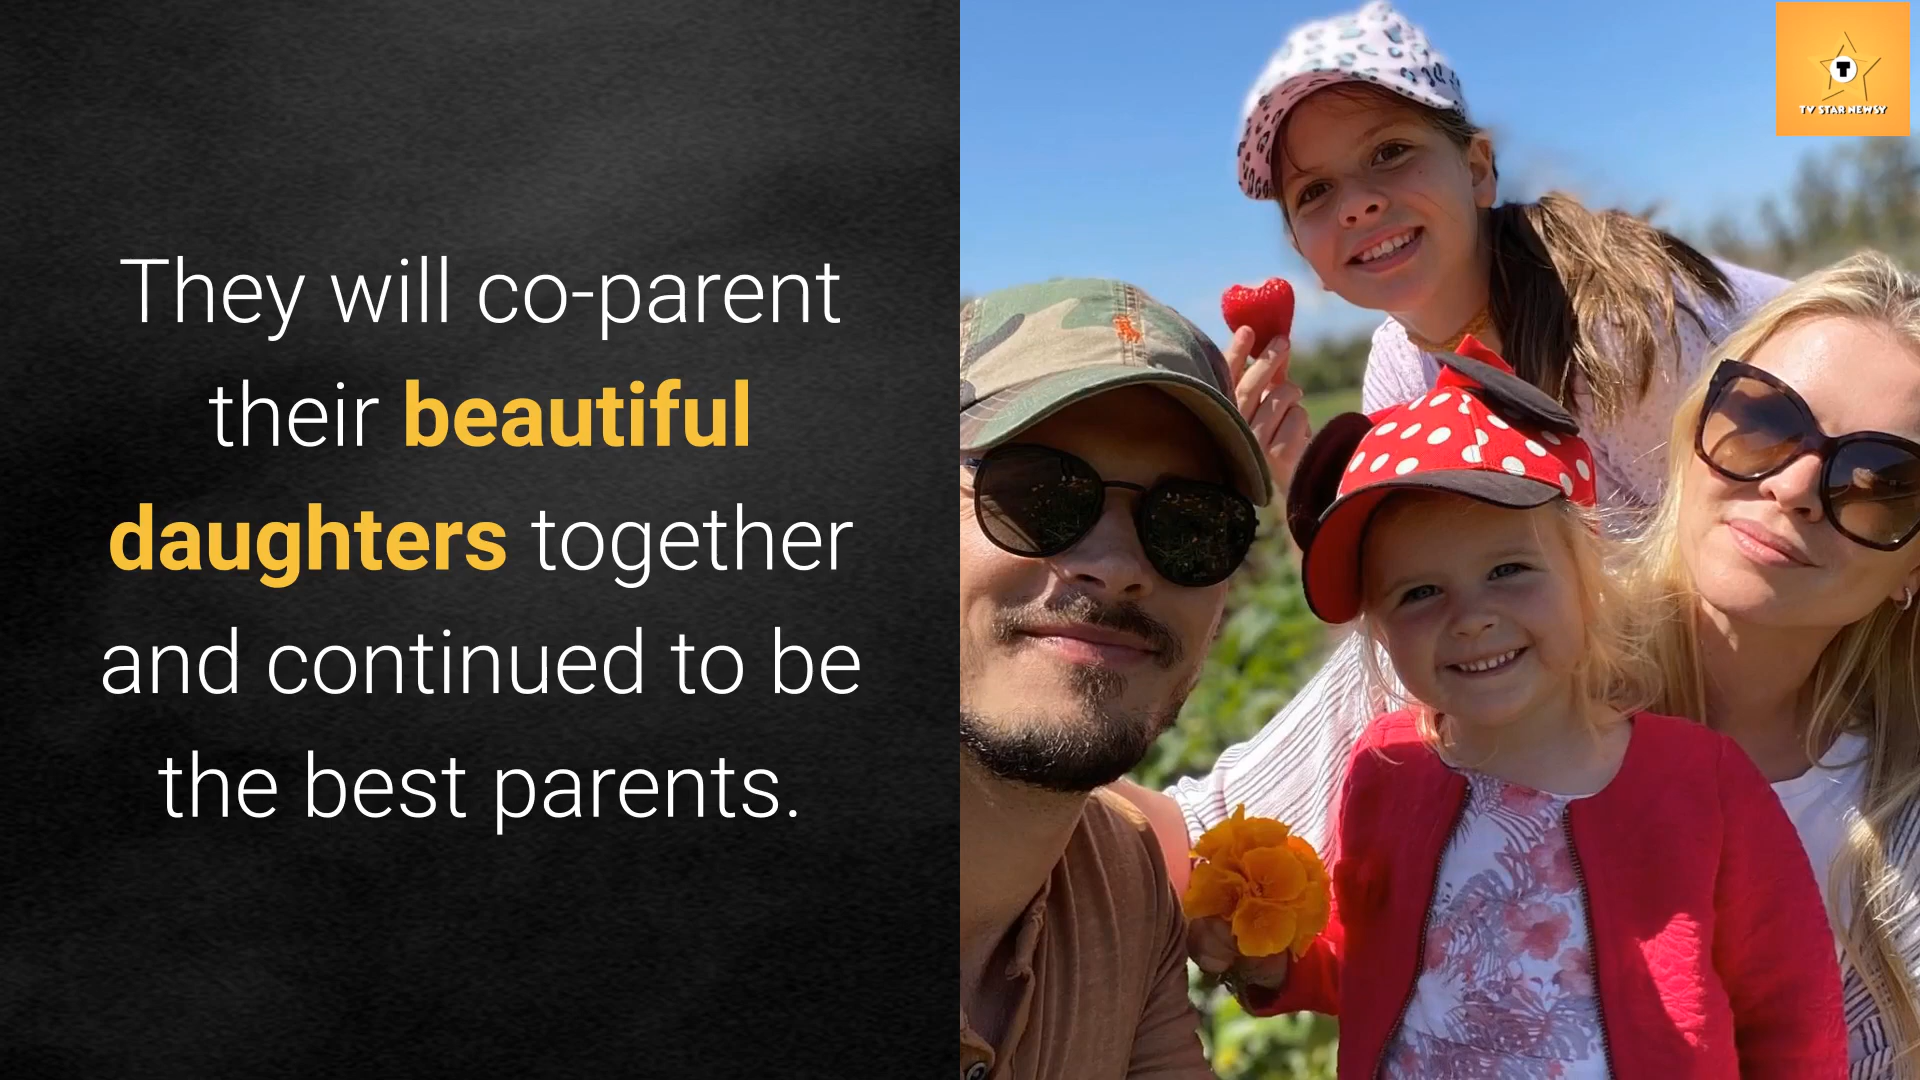 They will co-parent
their beautiful
daughters together
and continued to be
the best parents.
T
TV STAR NEWSY